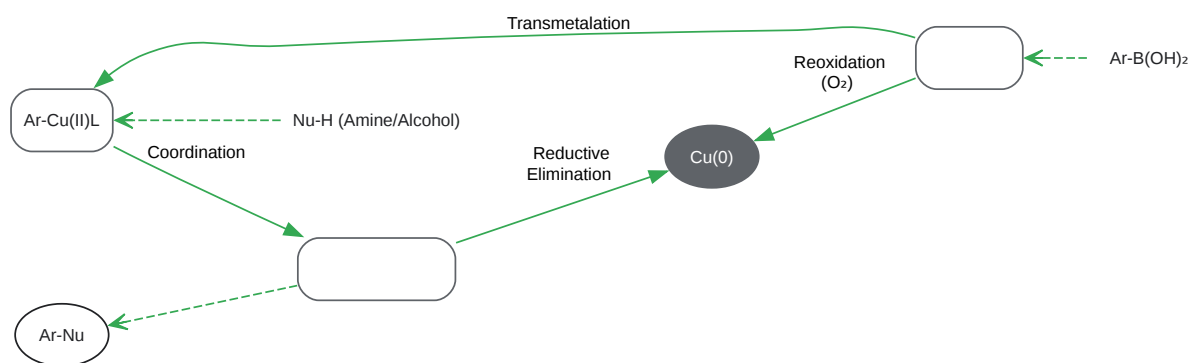 Transmetalation
Ar-B(OH)₂
Reoxidation
(O₂)
Ar-Cu(II)L
Nu-H (Amine/Alcohol)
Coordination
Reductive
Elimination
Cu(0)
Ar-Nu